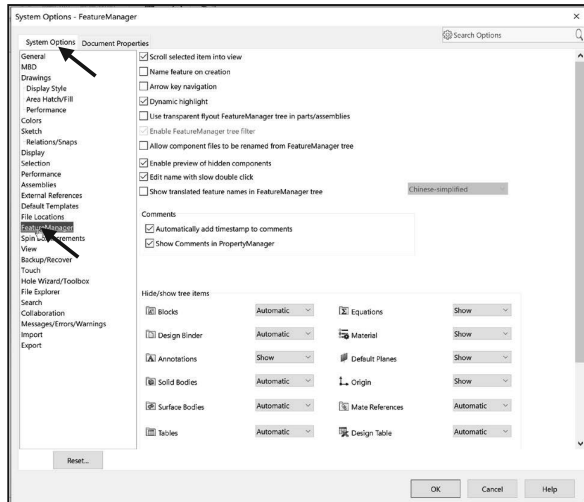 System Options - FeatureManager
Search Options
System Options Document Properties
General
MBD
Drawings
Display Style
Area Hatch/Fill
Performance
Colors
Sketch
Relations/Snaps
Display
Selection
Performance
Assemblies
External References
Default Templates
File Locations
FeatureManager
Spin Box Increments
View
Backup/Recover
Touch
Hole Wizard/Toolbox
File Explorer
Search
Collaboration
Messages/Errors/Warnings
Import
Export
Reset...
Scroll selected item into view
Name feature on creation
Arrow key navigation
Dynamic highlight
Use transparent flyout FeatureManager tree in parts/assemblies
Enable FeatureManager tree filter
Allow component files to be renamed from FeatureManager tree
Enable preview of hidden components
Edit name with slow double click
Show translated feature names in FeatureManager tree Chinese-simplified
Comments
Automatically add timestamp to comments
Show Comments in PropertyManager
Hide/show tree items
Blocks Automatic Equations Show
Design Binder Automatic Material Show
Annotations Show Default Planes Show
Solid Bodies Automatic Origin Show
Surface Bodies Automatic Mate References Automatic
Tables Automatic Design Table Automatic
OK Cancel Help